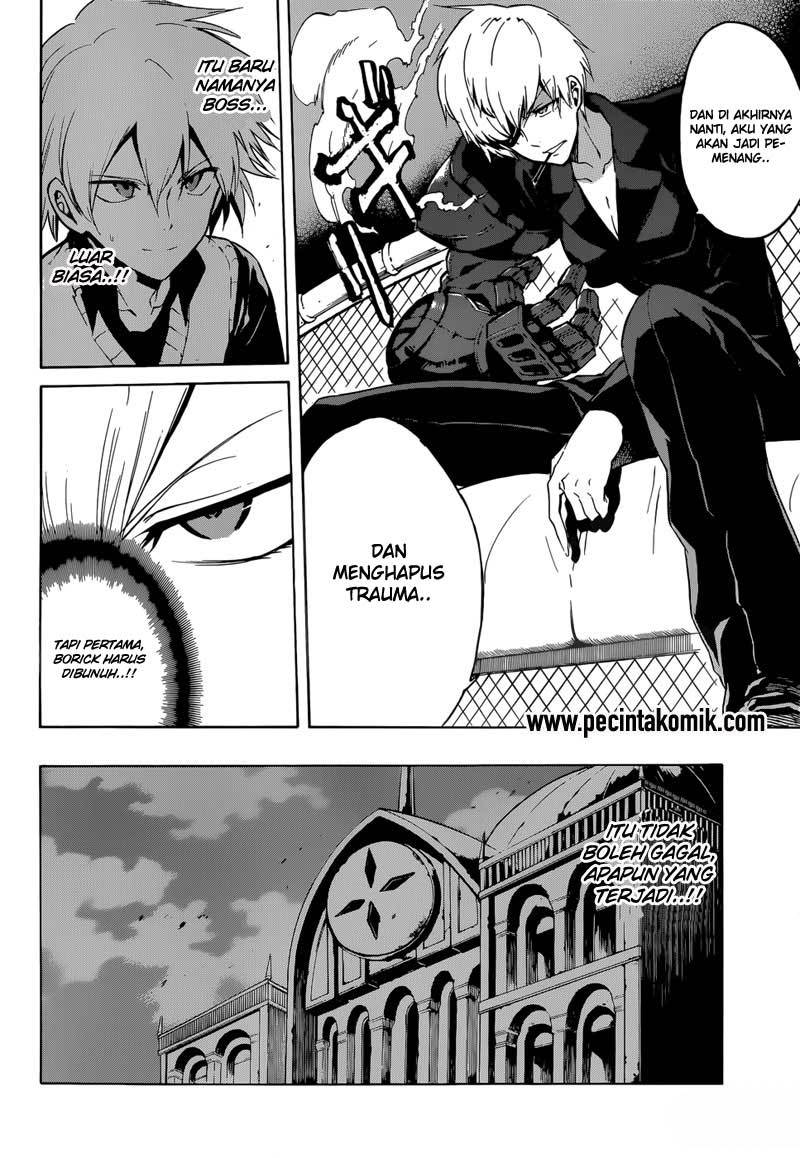 DAN DI AKHIRNYA
NANTI, AKU YANG
AKAN JADI PE-
MENANG..
DAN
MENGHAPUS
TRAUMA..
ITU BARU
NAMANYA
BOSS...
LUAR
BIASA..!!
TAPI PERTAMA,
BORICK HARUS
DIBUNUH..!!
www.pecintakomik.com
ITU TIDAK
BOLEH GAGAL,
APAPUN YANG
TERJADI..!!